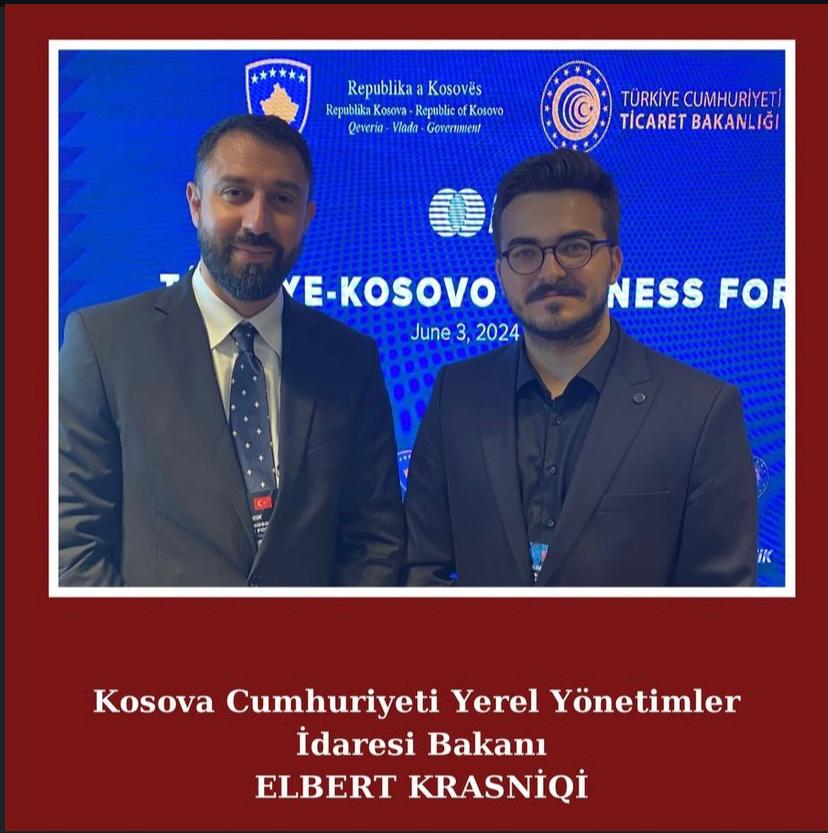 Republika a Kosovës
Republika Kosova - Republic of Kosovo
Qeveria - Vlada - Government
TÜRKİYE CUMHURİYETİ
TİCARET BAKANLIĞI
YE-KOSOVO NESS FOR
June 3, 2024
Kosova Cumhuriyeti Yerel Yönetimler
İdaresi Bakanı
ELBERT KRASNİQİ